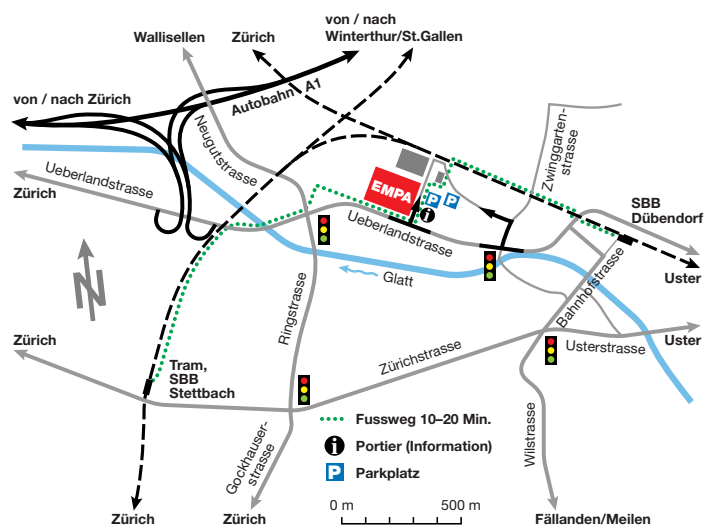 von / nach
Winterthur/St.Gallen
Zürich
Wallisellen
von / nach Zürich
Autobahn A1
Neugutstrasse
Zwinggarten-
strasse
Ueberlandstrasse
Zürich
EMPA
P P
i
Ueberlandstrasse
SBB
Dübendorf
Uster
N
Glatt
Bahnhofstrasse
Ringstrasse
Zürich
Zürichstrasse
Usterstrasse
Uster
Tram,
SBB
Stettbach
Gockhauser-
strasse
Wilstrasse
Fussweg 10–20 Min.
i Portier (Information)
P Parkplatz
0 m 500 m
Zürich
Zürich
Fällanden/Meilen